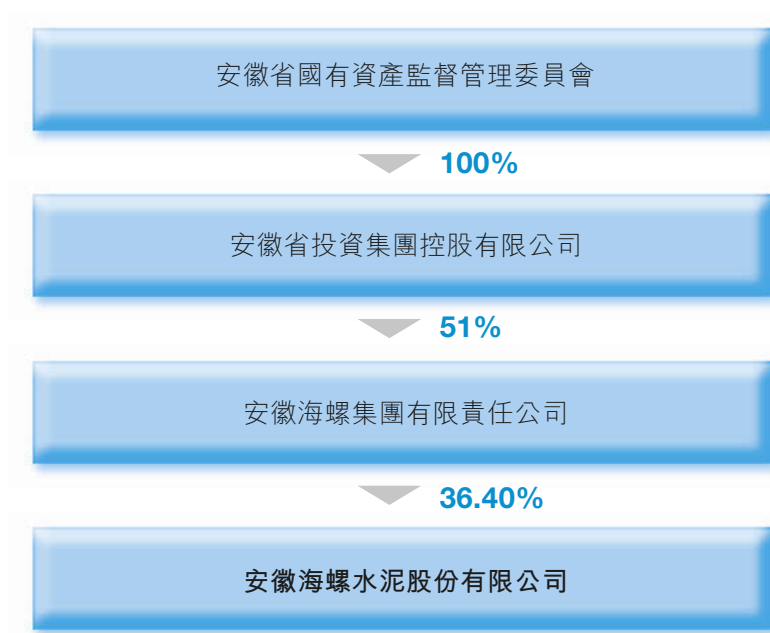 安徽省國有資產監督管理委員會
100%
安徽省投資集團控股有限公司
51%
安徽海螺集團有限責任公司
36.40%
安徽海螺水泥股份有限公司